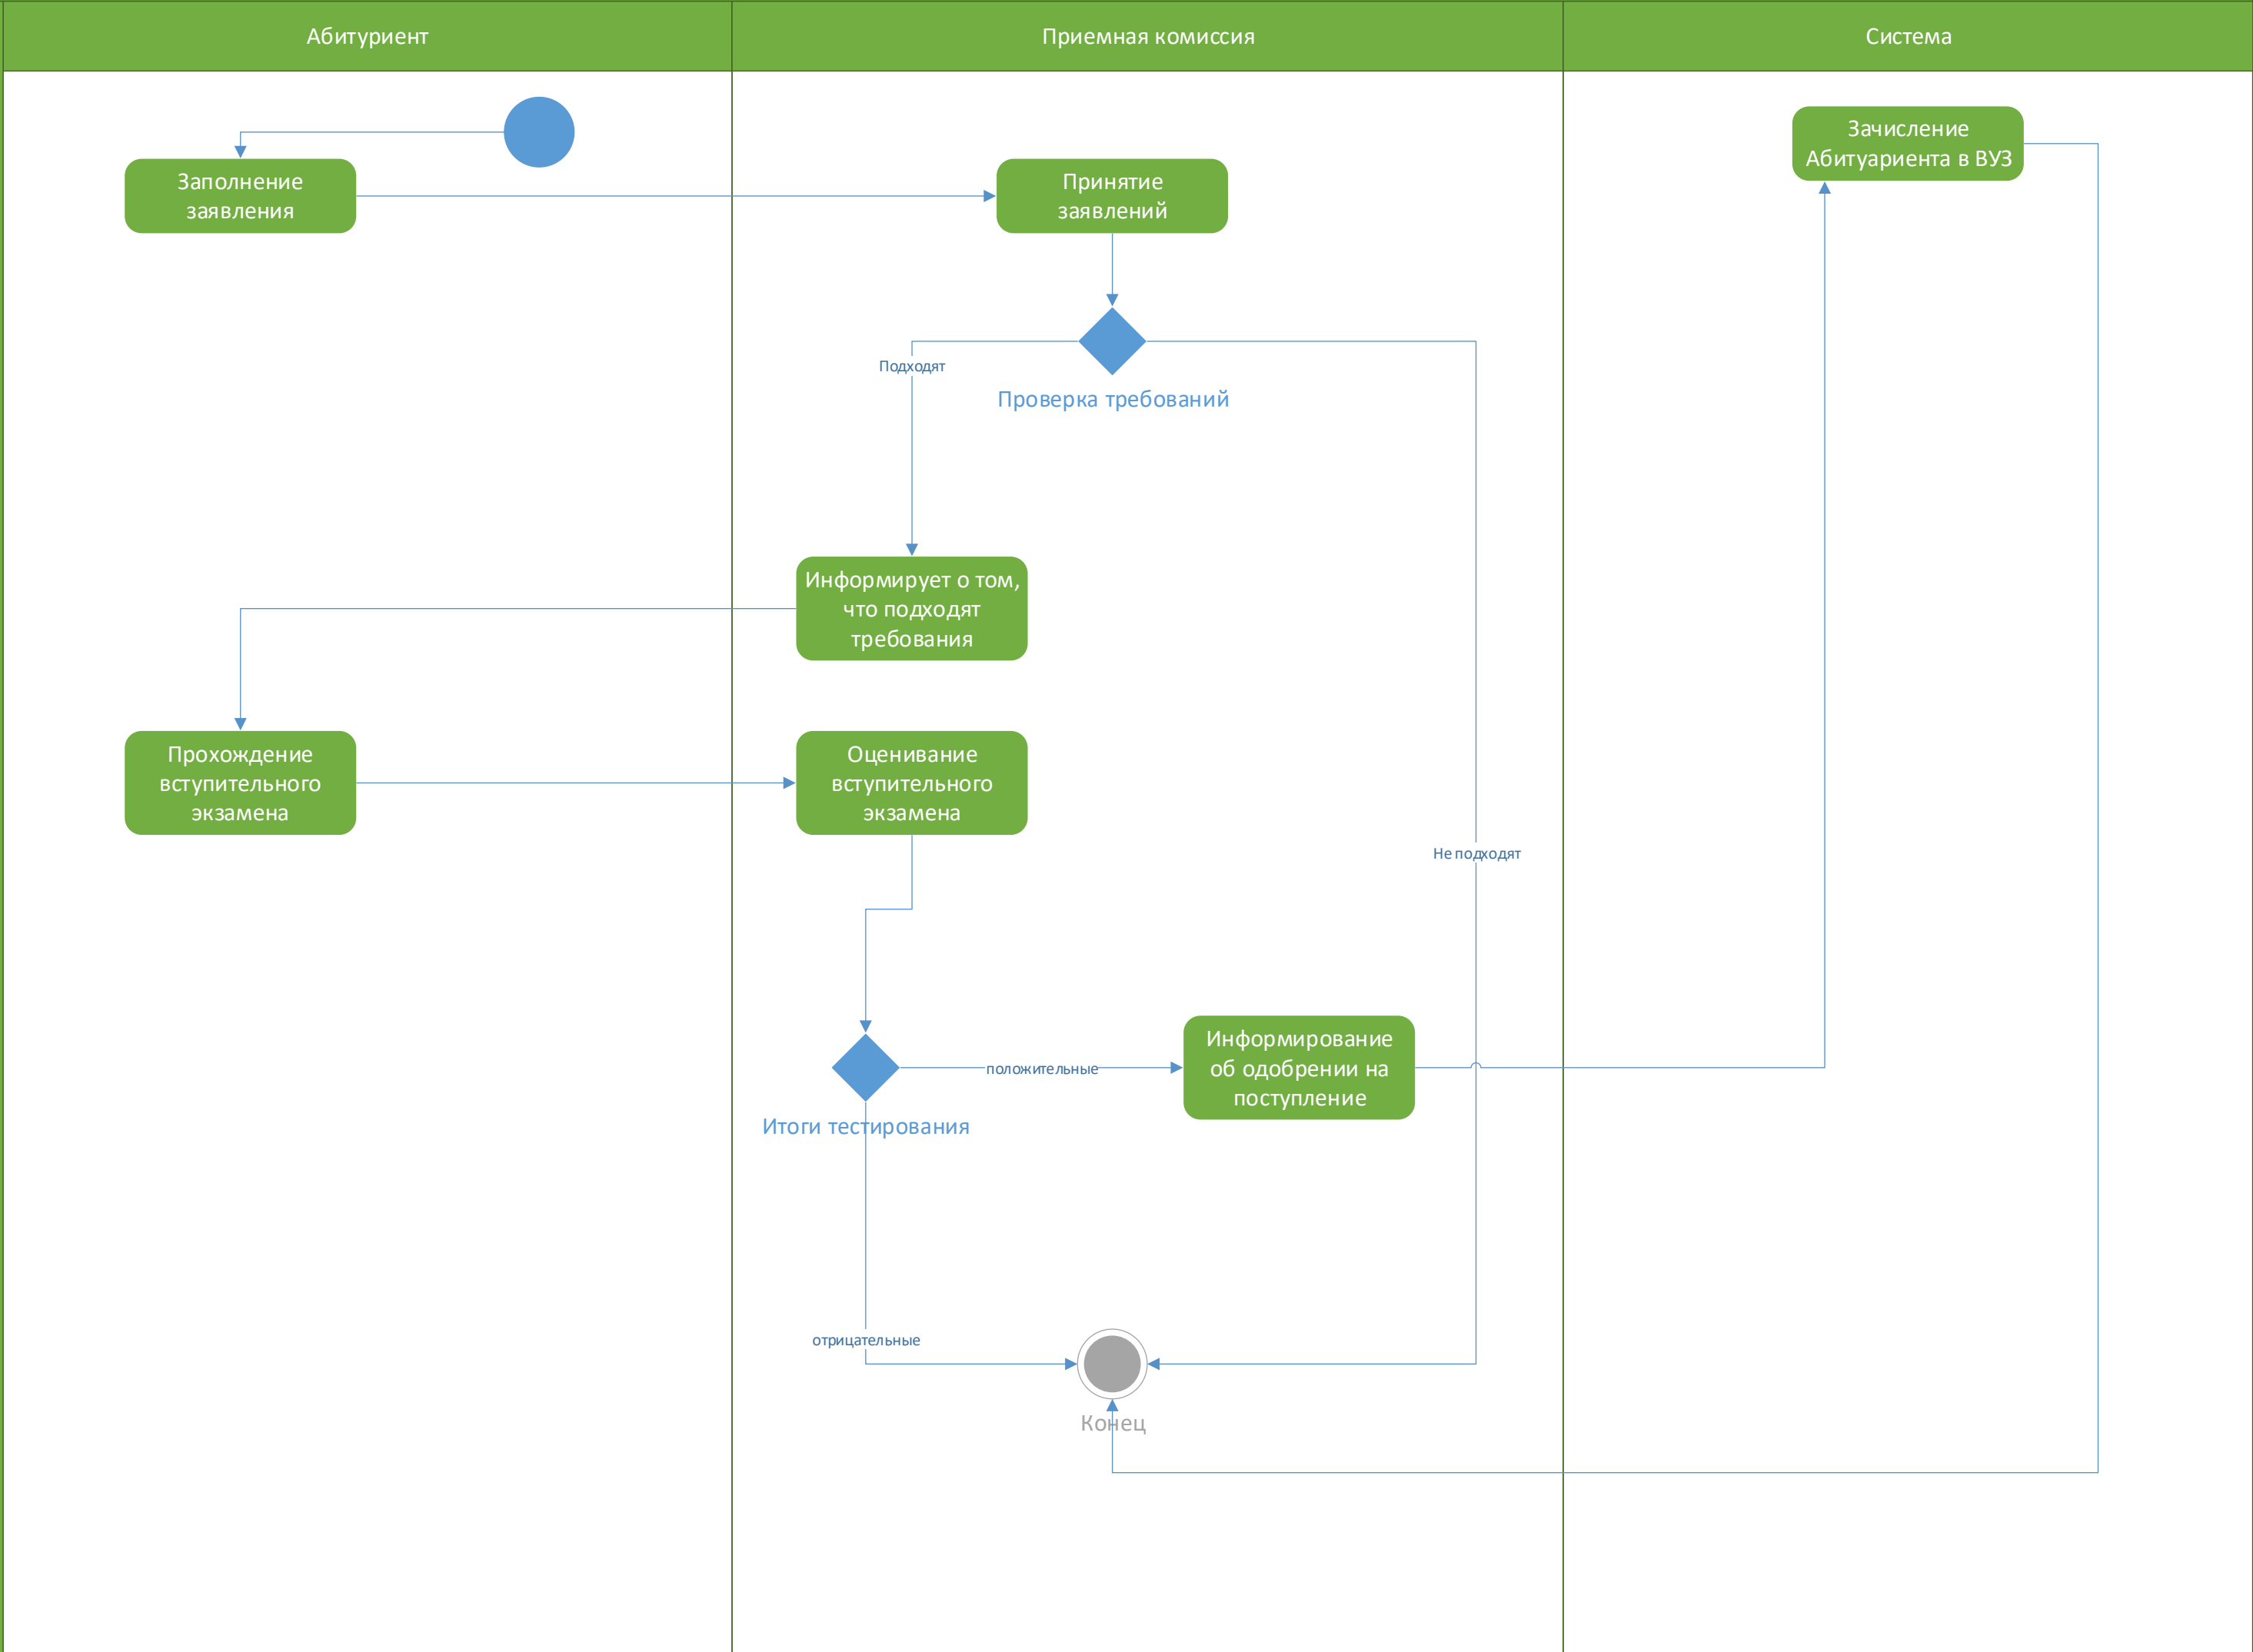 Абитуриент
Приемная комиссия
Система
Заполнение
заявления
Принятие
заявлений
Зачисление
Абитуариента в ВУЗ
Подходят
Проверка требований
Информирует о том,
что подходят
требования
Прохождение
вступительного
экзамена
Оценивание
вступительного
экзамена
Не подходят
положительные
Информирование
об одобрении на
поступление
Итоги тестирования
отрицательные
Конец